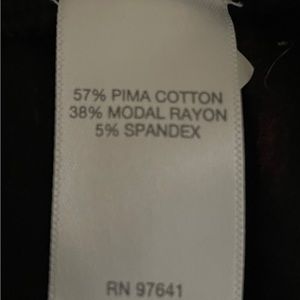 57% PIMA COTTON
38% MODAL RAYON
5% SPANDEX
RN 97641